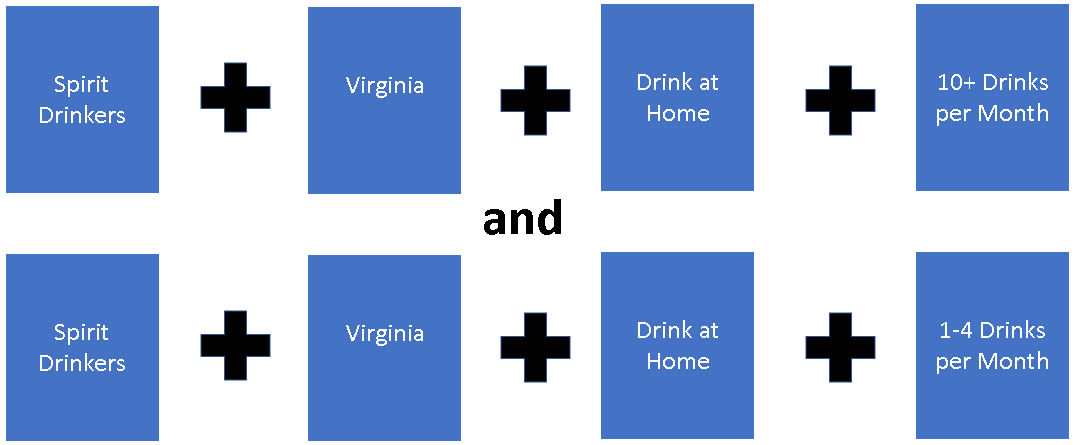 Spirit
Drinkers
Virginia
Drink at
Home
10+ Drinks
per Month
and
Spirit
Drinkers
Virginia
Drink at
Home
1-4 Drinks
per Month